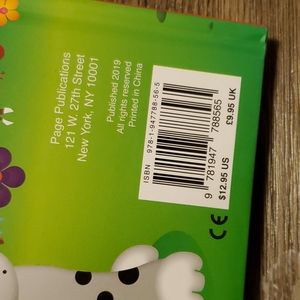 Page Publications
121 W. 27th Street
New York, NY 10001
Published 2019
All rights reserved
Printed in China
ISBN 978-1-947788-56-5
9 781947 788565
$12.95 US
£9.95 UK
CE